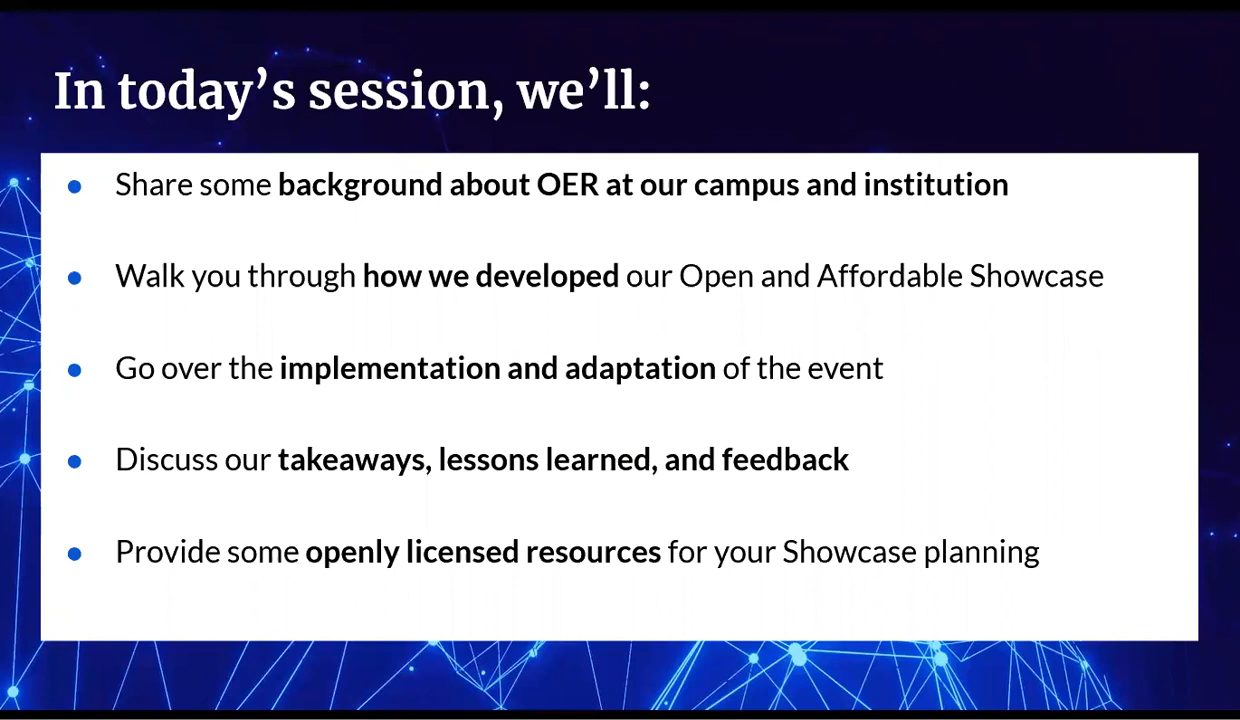 In today’s session, we’ll:
● Share some background about OER at our campus and institution
● Walk you through how we developed our Open and Affordable Showcase
● Go over the implementation and adaptation of the event
● Discuss our takeaways, lessons learned, and feedback
● Provide some openly licensed resources for your Showcase planning